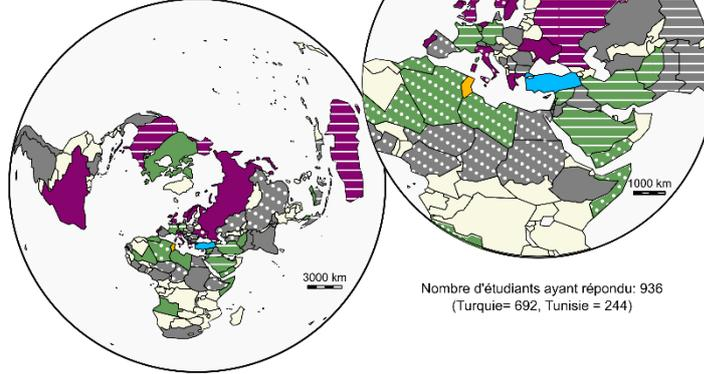 1000 km
3000 km
Nombre d'étudiants ayant répondu: 936
(Turquie= 692, Tunisie = 244)